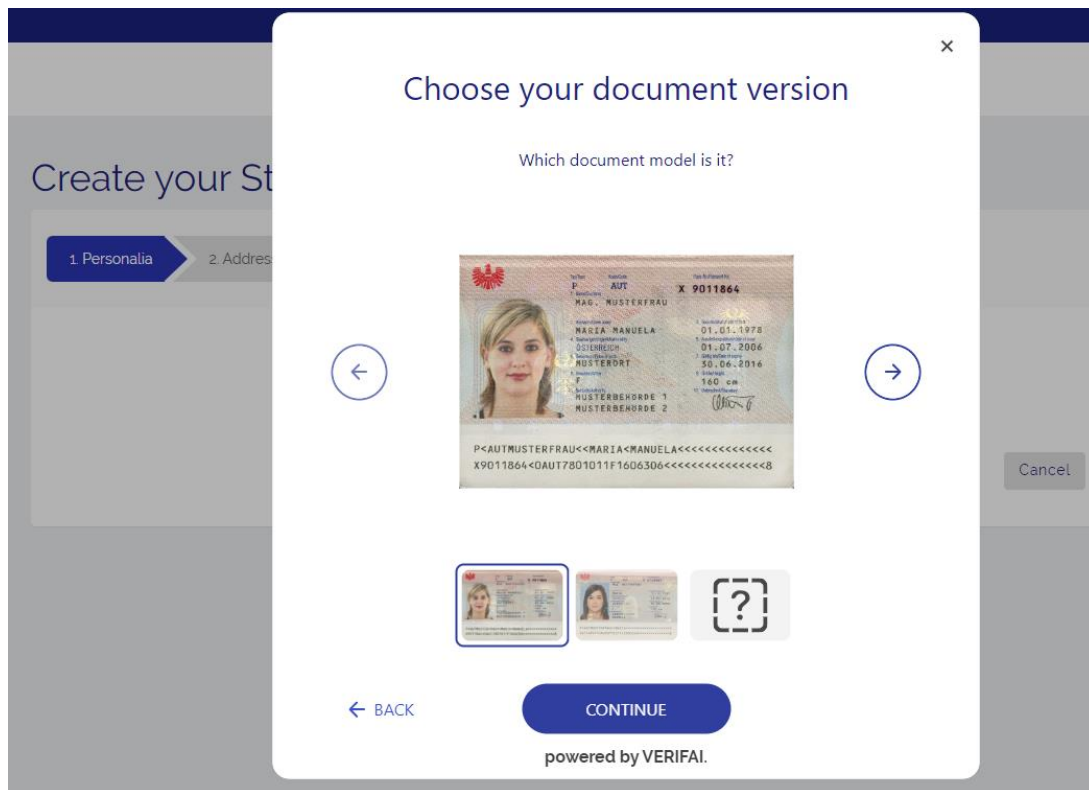 ×
Choose your document version
Which document model is it?
Create your St
1. Personalia
2. Addres
P AUT X 9011864
MAG. MUSTERFRAU
MARIA MANUELA 01.01.1978
ÖSTERREICH 01.07.2006
MUSTERORT 30.06.2016
F 160 cm
MUSTERBEHÖRDE 1
MUSTERBEHÖRDE 2
P<AUTMUSTERFRAU<<MARIA<MANUELA<<<<<<<<<<<<<<
X9011864<0AUT7801011F1606306<<<<<<<<<<<<<<<8
Cancel
?
← BACK
CONTINUE
powered by VERIFAI.